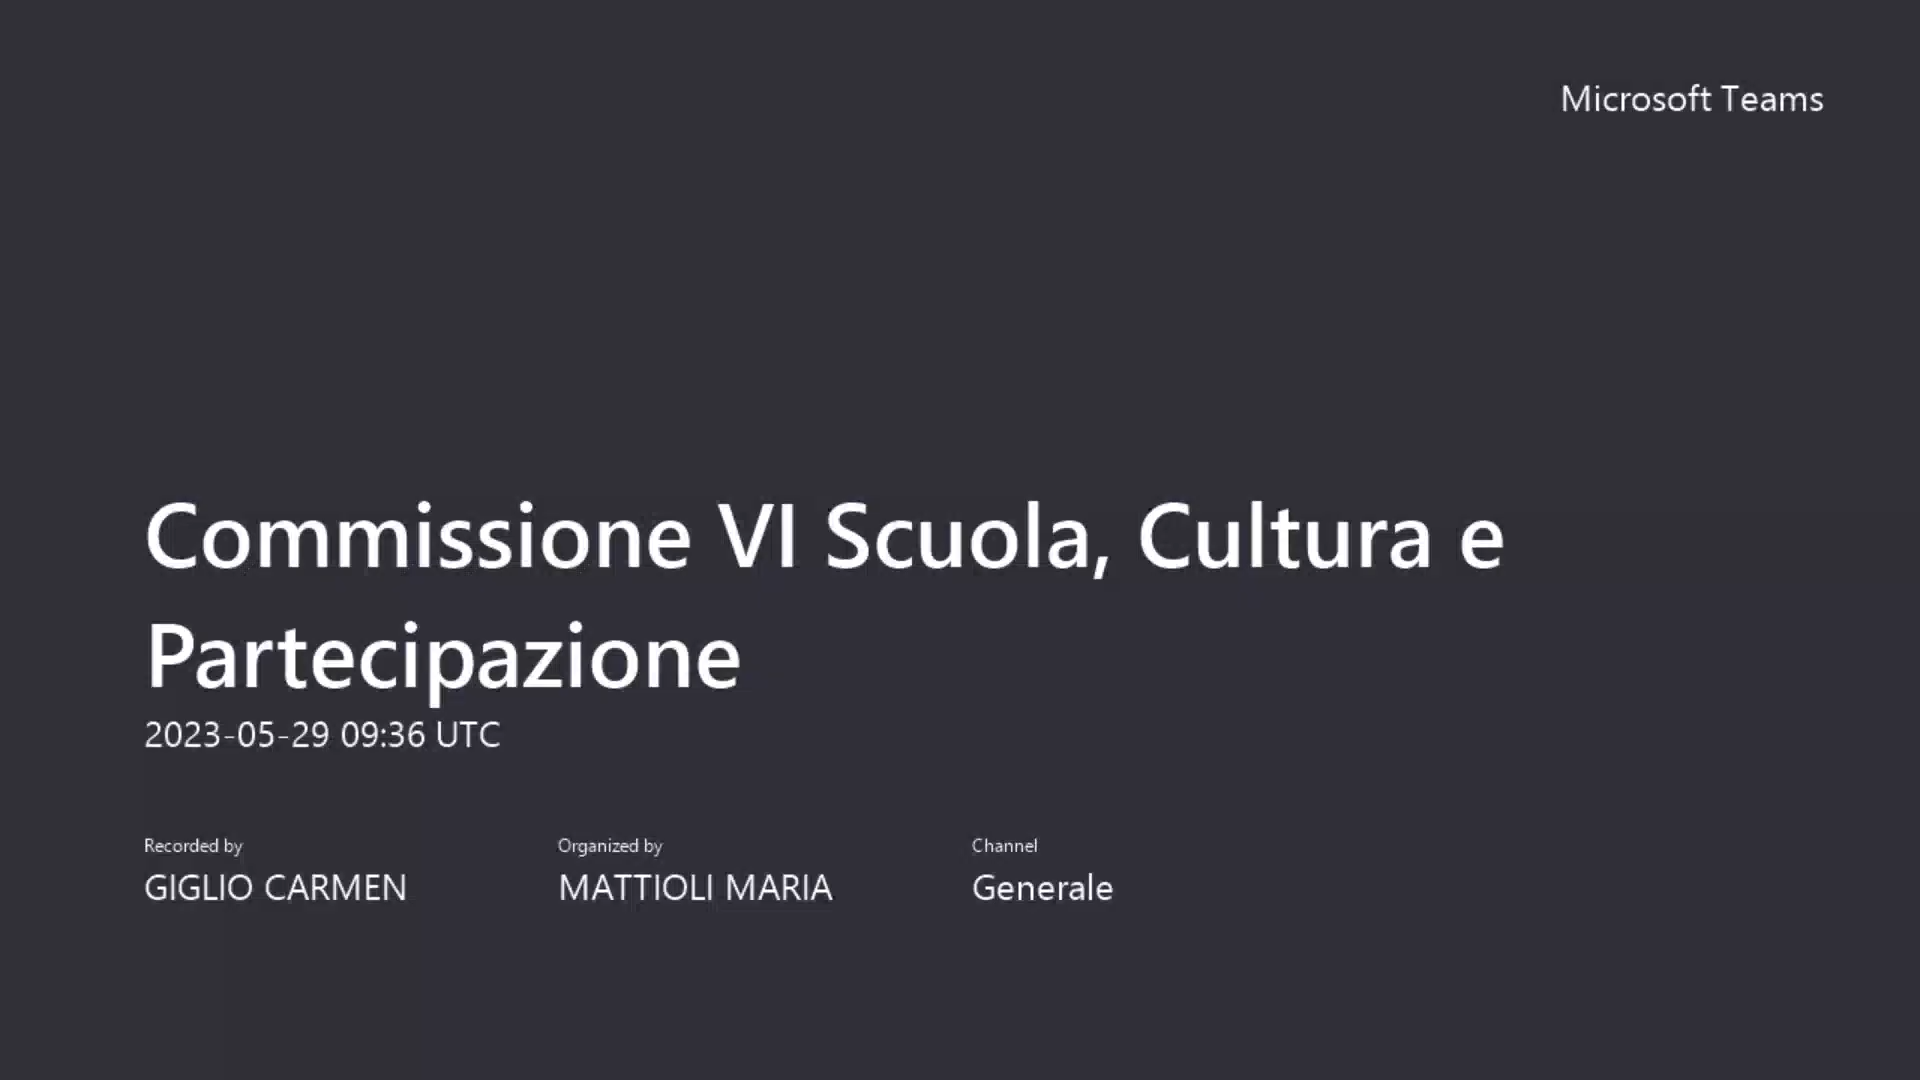 Microsoft Teams
Commissione VI Scuola, Cultura e
Partecipazione
2023-05-29 09:36 UTC
Recorded by
GIGLIO CARMEN
Organized by
MATTIOLI MARIA
Channel
Generale